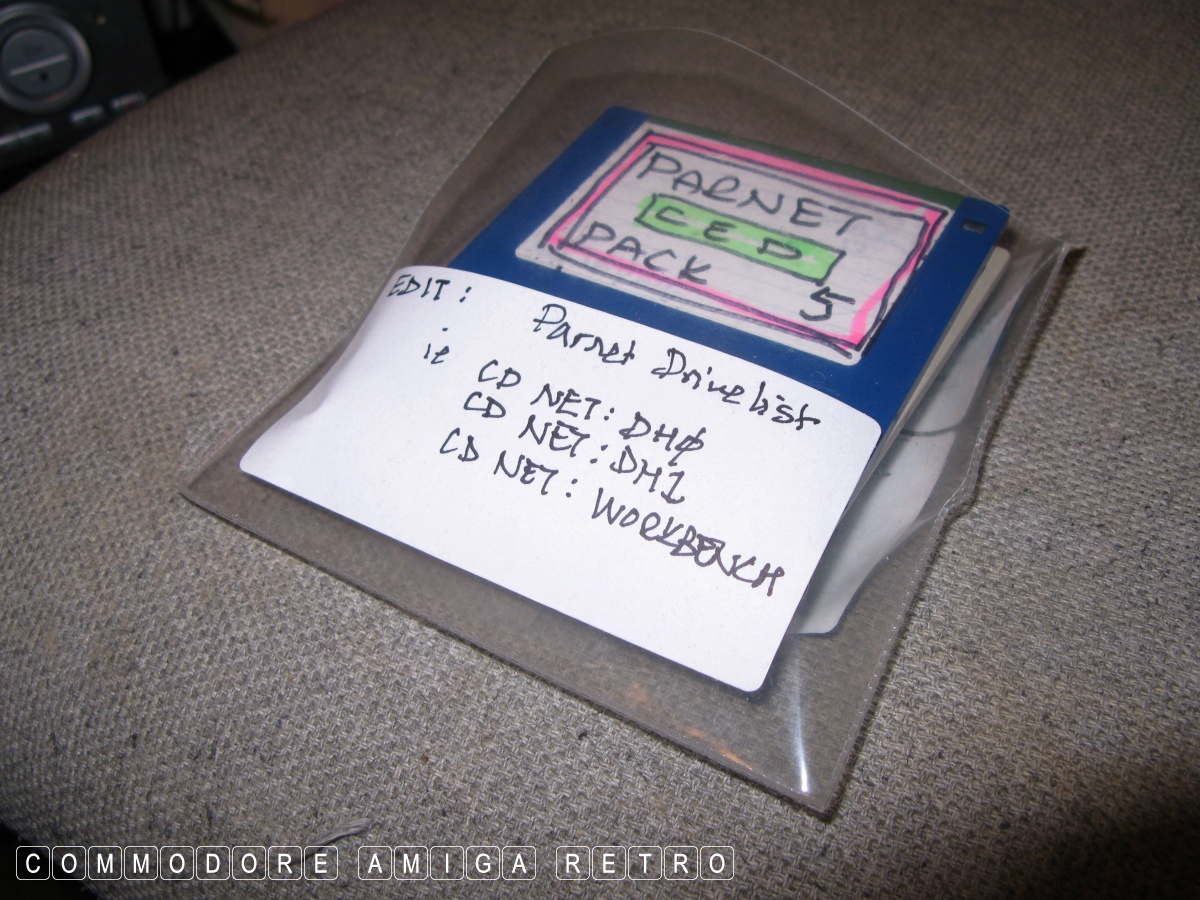 PARNET
CED
PACK 5
EDIT: Parnet Drivelist
ie CD NET: DH0
CD NET: DH1
CD NET: WORKBENCH
COMMODORE AMIGA RETRO